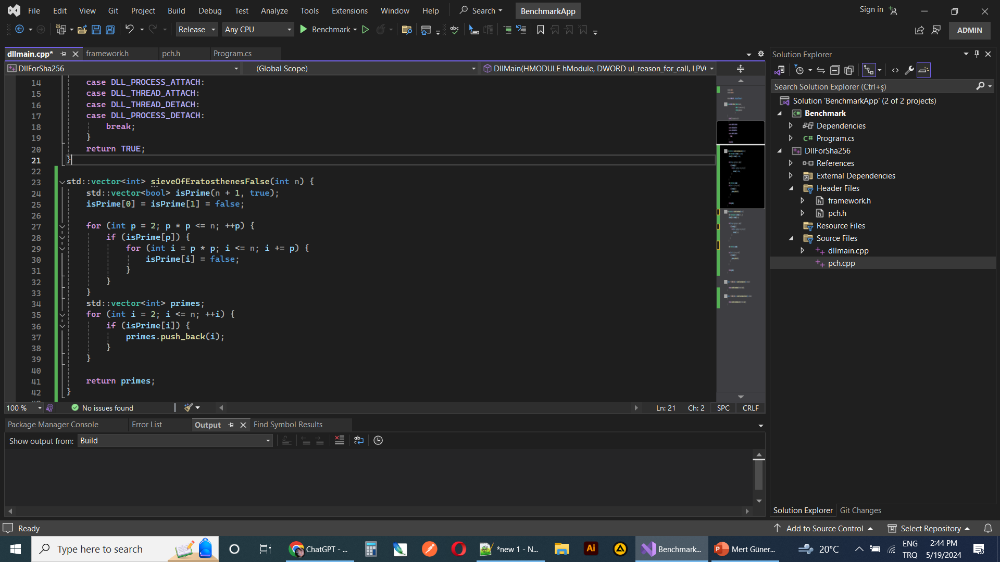 File Edit View Git Project Build Debug Test Analyze Tools Extensions Window Help Search BenchmarkApp Sign in
Release Any CPU Benchmark ADMIN
dllmain.cpp* framework.h pch.h Program.cs
DllForSha256 (Global Scope) DllMain(HMODULE hModule, DWORD ul_reason_for_call, LPV
14 case DLL_PROCESS_ATTACH:
15 case DLL_THREAD_ATTACH:
16 case DLL_THREAD_DETACH:
17 case DLL_PROCESS_DETACH:
18 break;
19 }
20 return TRUE;
21 }
22
23 std::vector<int> sieveOfEratosthenesFalse(int n) {
24 std::vector<bool> isPrime(n + 1, true);
25 isPrime[0] = isPrime[1] = false;
26
27 for (int p = 2; p * p <= n; ++p) {
28 if (isPrime[p]) {
29 for (int i = p * p; i <= n; i += p) {
30 isPrime[i] = false;
31 }
32 }
33 }
34 std::vector<int> primes;
35 for (int i = 2; i <= n; ++i) {
36 if (isPrime[i]) {
37 primes.push_back(i);
38 }
39 }
40
41 return primes;
42 }
100 % No issues found Ln: 21 Ch: 2 SPC CRLF
Package Manager Console Error List Output Find Symbol Results
Show output from: Build
Solution Explorer
Search Solution Explorer (Ctrl+ş)
Solution 'BenchmarkApp' (2 of 2 projects)
Benchmark
Dependencies
C# Program.cs
DllForSha256
References
External Dependencies
Header Files
framework.h
pch.h
Resource Files
Source Files
dllmain.cpp
pch.cpp
Solution Explorer Git Changes
Ready Add to Source Control Select Repository
Type here to search ChatGPT - ... *new 1 - N... Ai Benchmark... Mert Güner... 20°C ENG 2:44 PM
TRQ 5/19/2024